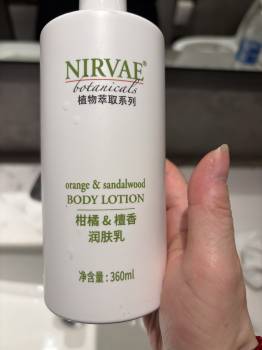 NIRVAE®
botanicals
植物萃取系列
orange & sandalwood
BODY LOTION
柑橘 & 檀香
润肤乳
净含量: 360ml